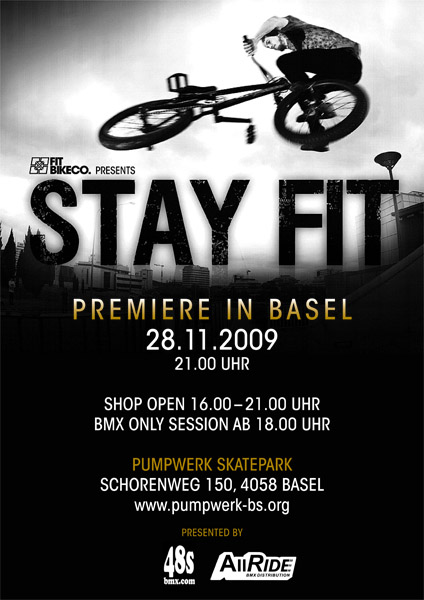 FIT
BIKECO. PRESENTS
STAY FIT
PREMIERE IN BASEL
28.11.2009
21.00 UHR
SHOP OPEN 16.00–21.00 UHR
BMX ONLY SESSION AB 18.00 UHR
PUMPWERK SKATEPARK
SCHORENWEG 150, 4058 BASEL
www.pumpwerk-bs.org
PRESENTED BY
48s
bmx.com
ALLRIDE
BMX DISTRIBUTION